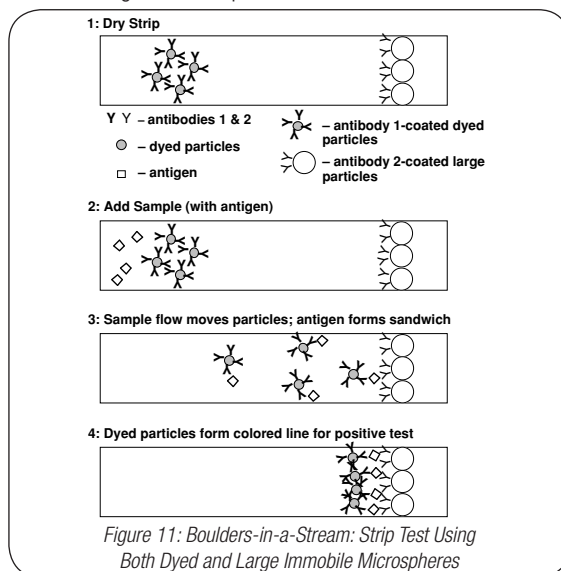 1: Dry Strip
Y Y – antibodies 1 & 2
– dyed particles
– antigen
– antibody 1-coated dyed
particles
– antibody 2-coated large
particles
2: Add Sample (with antigen)
3: Sample flow moves particles; antigen forms sandwich
4: Dyed particles form colored line for positive test
Figure 11: Boulders-in-a-Stream: Strip Test Using
Both Dyed and Large Immobile Microspheres